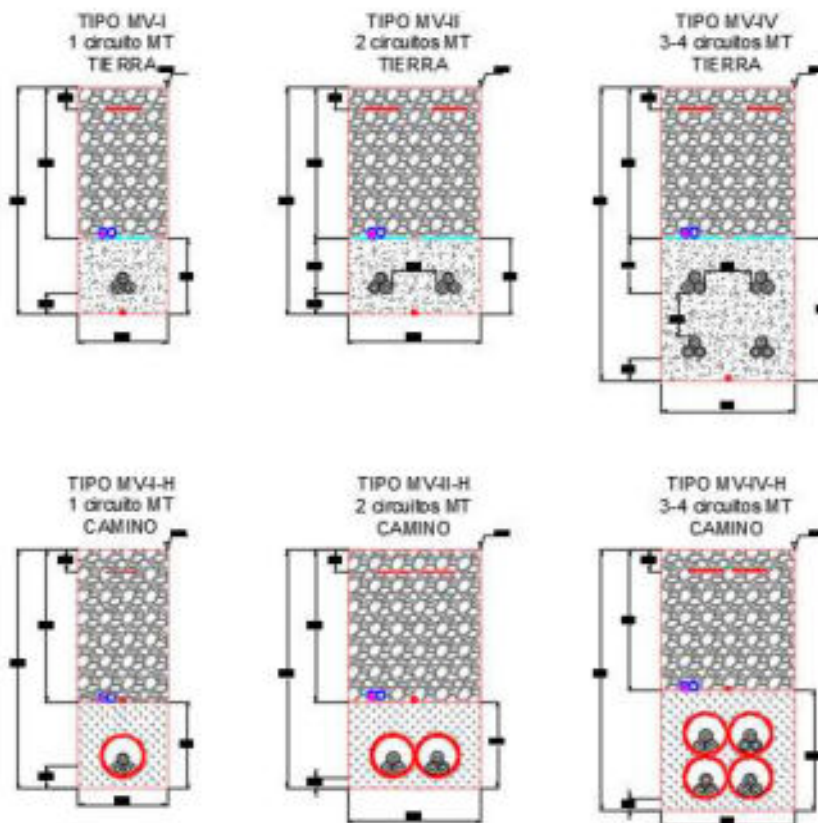 TIPO MV-I
1 circuito MT
TIERRA
TIPO MV-II
2 circuitos MT
TIERRA
TIPO MV-IV
3-4 circuitos MT
TIERRA
TIPO MV-I-H
1 circuito MT
CAMINO
TIPO MV-II-H
2 circuitos MT
CAMINO
TIPO MV-IV-H
3-4 circuitos MT
CAMINO